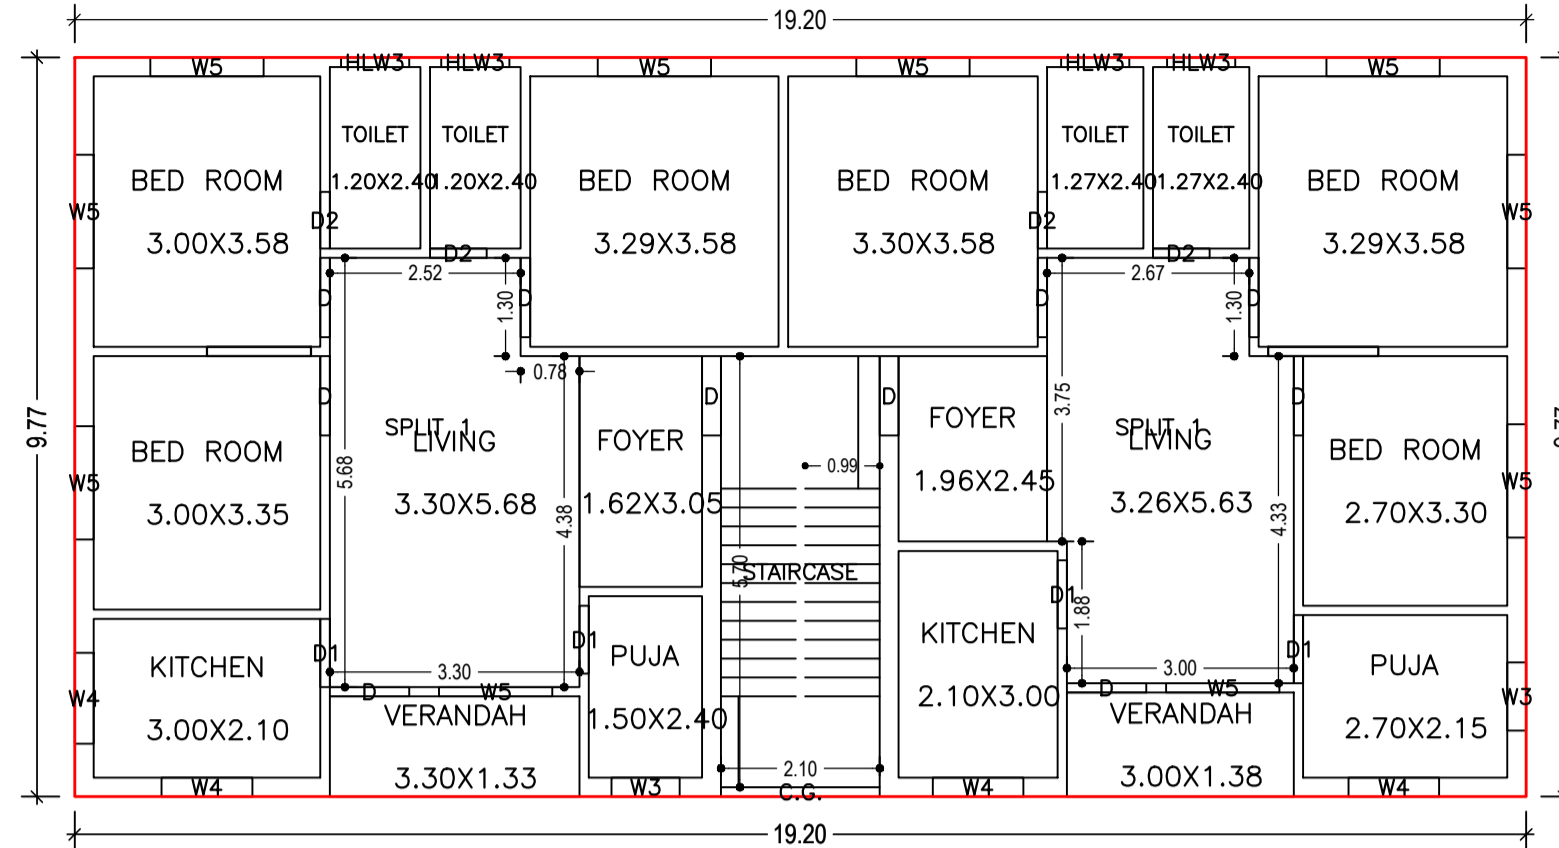 19.20
W5
HLW3
HLW3
W5
W5
HLW3
HLW3
W5
TOILET
TOILET
TOILET
TOILET
BED ROOM
1.20X2.40
1.20X2.40
BED ROOM
BED ROOM
1.27X2.40
1.27X2.40
BED ROOM
W5
D2
D2
W5
3.00X3.58
3.29X3.58
3.30X3.58
3.29X3.58
D2
D2
2.52
2.67
D
1.30
D
D
1.30
D
0.78
D
D
D
D
3.75
9.77
SPLIT 1
LIVING
FOYER
FOYER
SPLIT 1
LIVING
BED ROOM
BED ROOM
5.68
0.99
W5
W5
3.30X5.68
1.62X3.05
1.96X2.45
3.26X5.63
3.00X3.35
2.70X3.30
4.38
4.33
5.70
STAIRCASE
D1
1.88
KITCHEN
D1
D1
PUJA
KITCHEN
D1
PUJA
3.30
3.00
D
W5
D
W5
W4
2.10X3.00
W3
VERANDAH
1.50X2.40
VERANDAH
3.00X2.10
2.70X2.15
3.30X1.33
2.10
3.00X1.38
W4
W3
C.G.
W4
W4
19.20